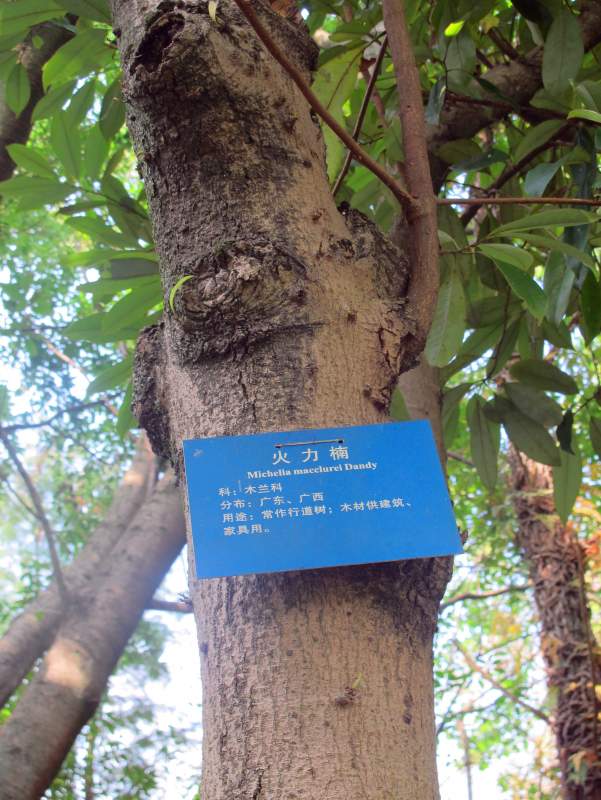 火力楠
Michelia macclurei Dandy
科：木兰科
分布：广东、广西
用途：常作行道树；木材供建筑、
家具用。